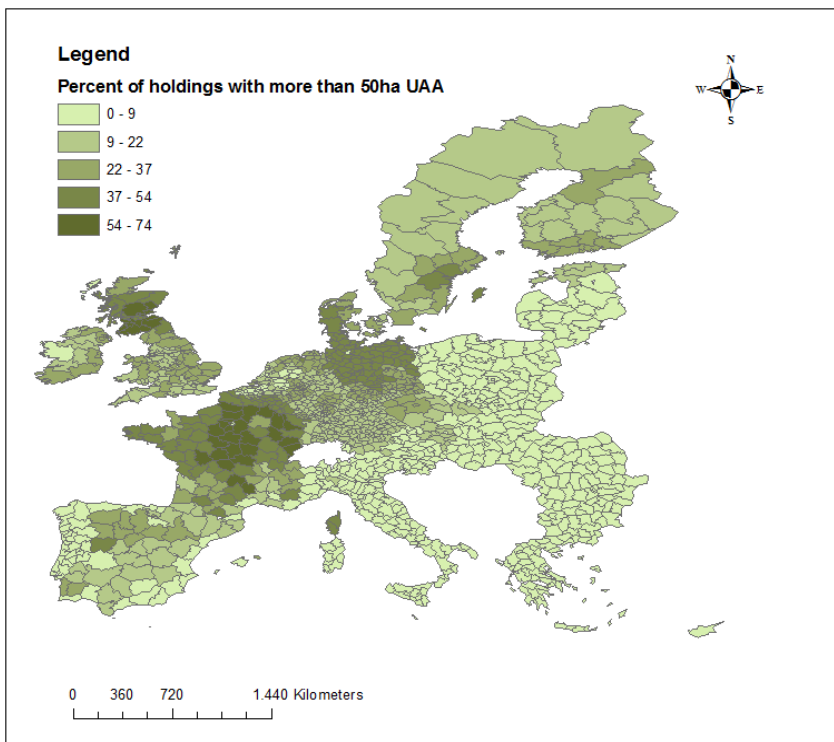 Legend
Percent of holdings with more than 50ha UAA
0 - 9
9 - 22
22 - 37
37 - 54
54 - 74
N
W E
S
0 360 720 1.440 Kilometers